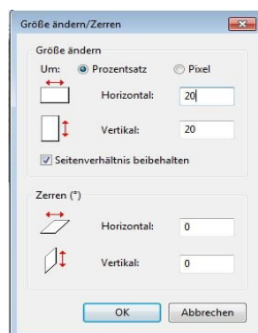 Größe ändern/Zerren
Größe ändern
Um: Prozentsatz Pixel
Horizontal: 20
Vertikal: 20
Seitenverhältnis beibehalten
Zerren (°)
Horizontal: 0
Vertikal: 0
OK Abbrechen